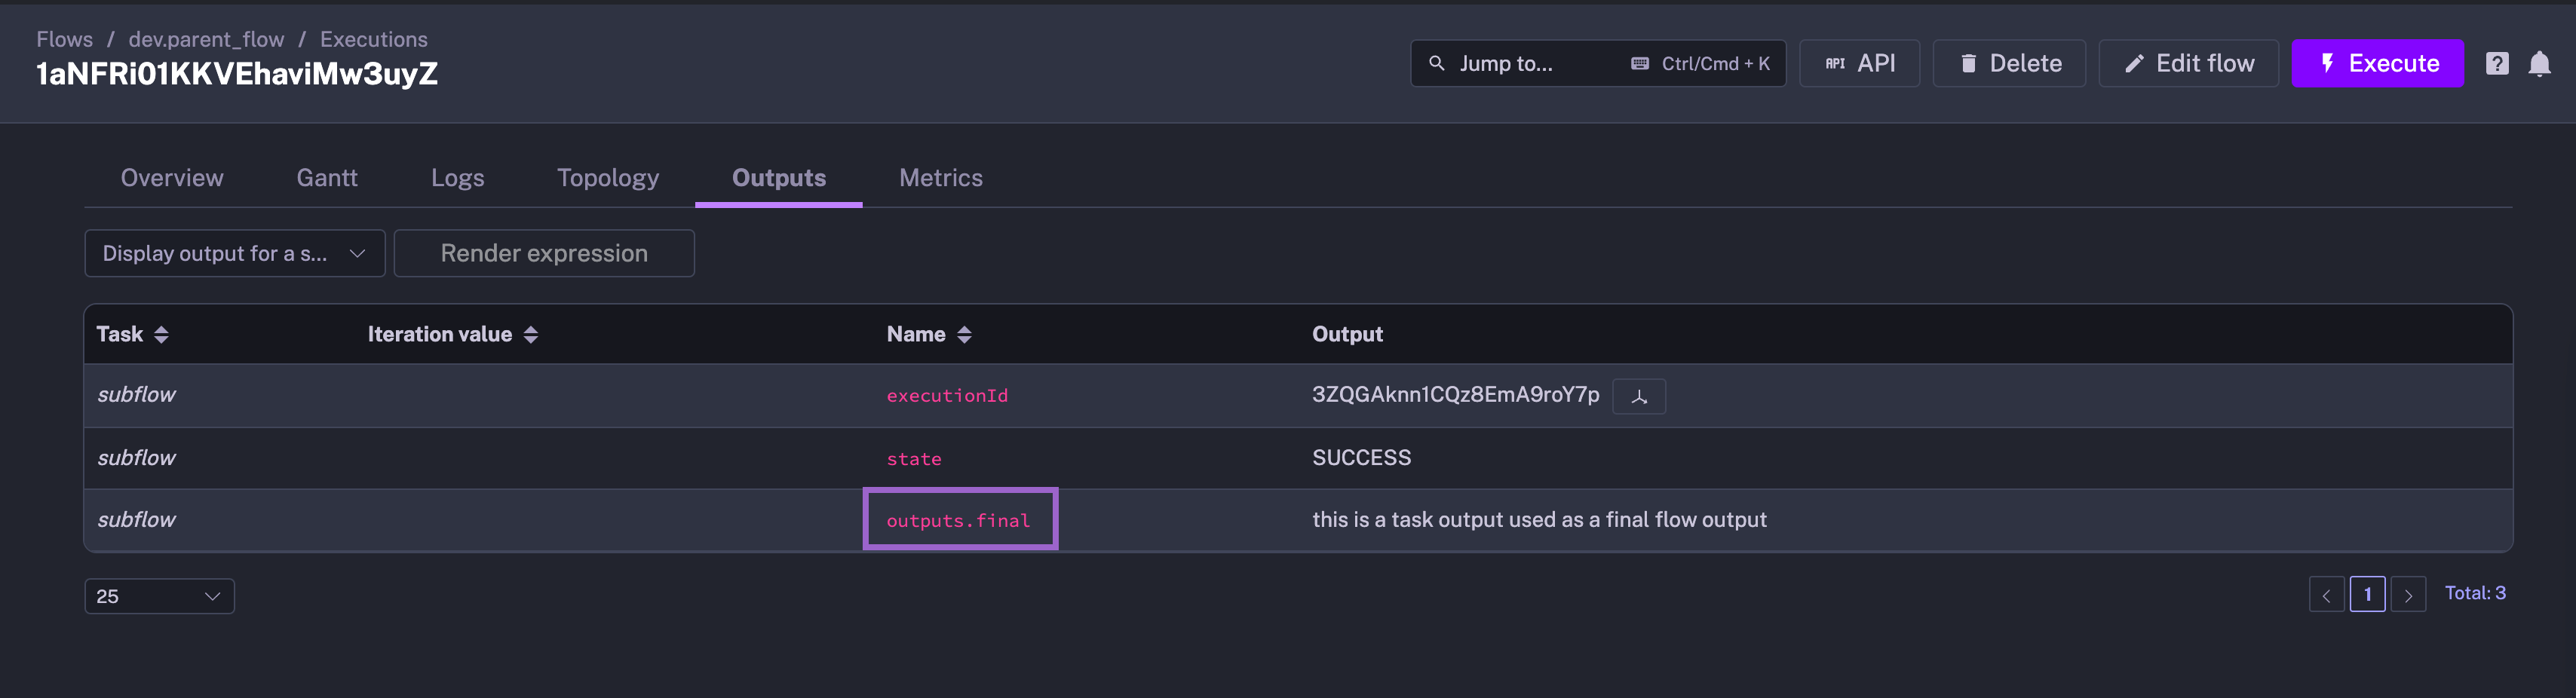 Flows / dev.parent_flow / Executions
1aNFRi01KKVEhaviMw3uyZ
Jump to... Ctrl/Cmd + K
API API
Delete
Edit flow
Execute
?
Overview Gantt Logs Topology Outputs Metrics
Display output for a s... Render expression
Task Iteration value Name Output
subflow executionId 3ZQGAknn1CQz8EmA9roY7p
subflow state SUCCESS
subflow outputs.final this is a task output used as a final flow output
25 1 Total: 3